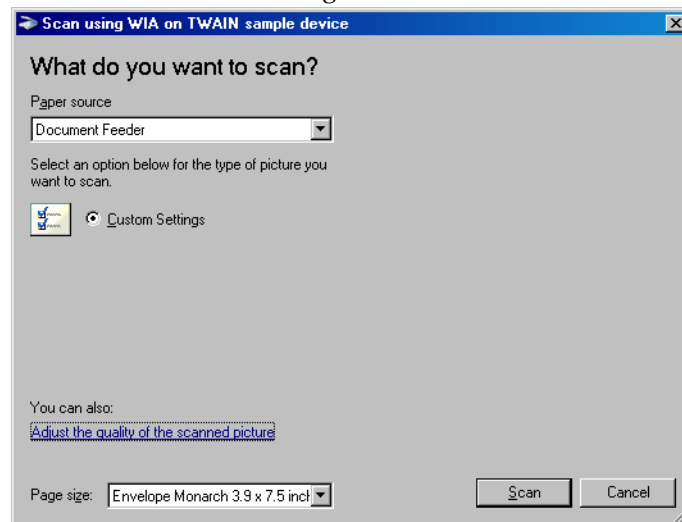 Scan using WIA on TWAIN sample device
What do you want to scan?
Paper source
Document Feeder
Select an option below for the type of picture you
want to scan.
Custom Settings
You can also:
Adjust the quality of the scanned picture
Page size: Envelope Monarch 3.9 x 7.5 incl
Scan Cancel